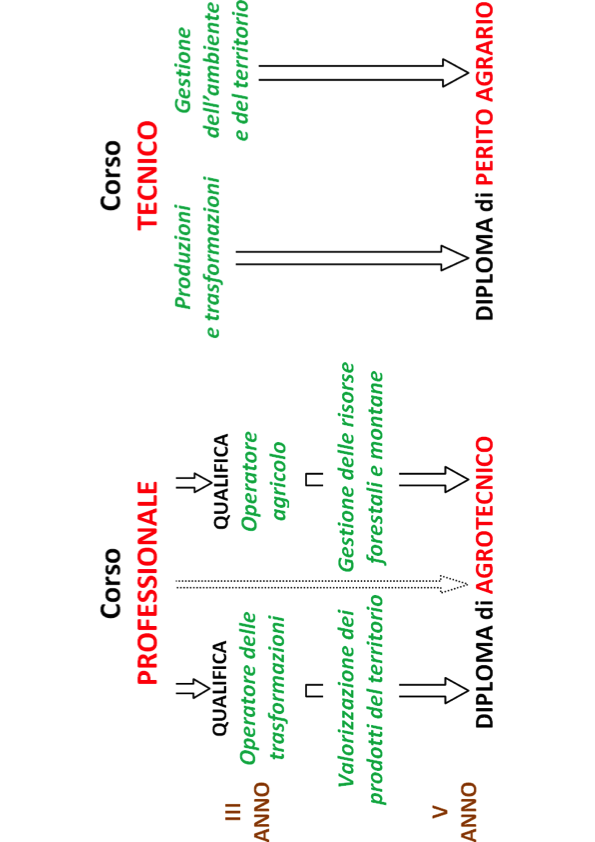 Corso
PROFESSIONALE
Corso
TECNICO
III
ANNO
QUALIFICA
Operatore delle
trasformazioni
QUALIFICA
Operatore
agricolo
Produzioni
e trasformazioni
Gestione
dell’ambiente
e del territorio
Valorizzazione dei
prodotti del territorio
Gestione delle risorse
forestali e montane
V
ANNO
DIPLOMA di AGROTECNICO
DIPLOMA di PERITO AGRARIO